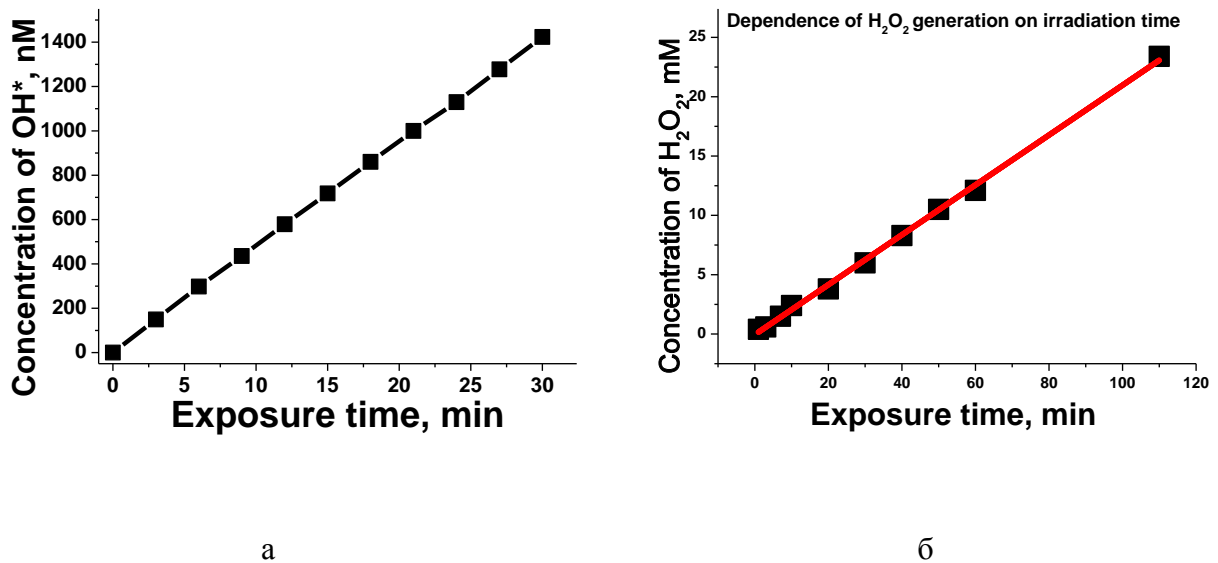 Concentration of OH*, nM
1400
1200
1000
800
600
400
200
0
0 5 10 15 20 25 30
Exposure time, min
а
Dependence of H₂O₂ generation on irradiation time
Concentration of H₂O₂, mM
25
20
15
10
5
0
0 20 40 60 80 100 120
Exposure time, min
б